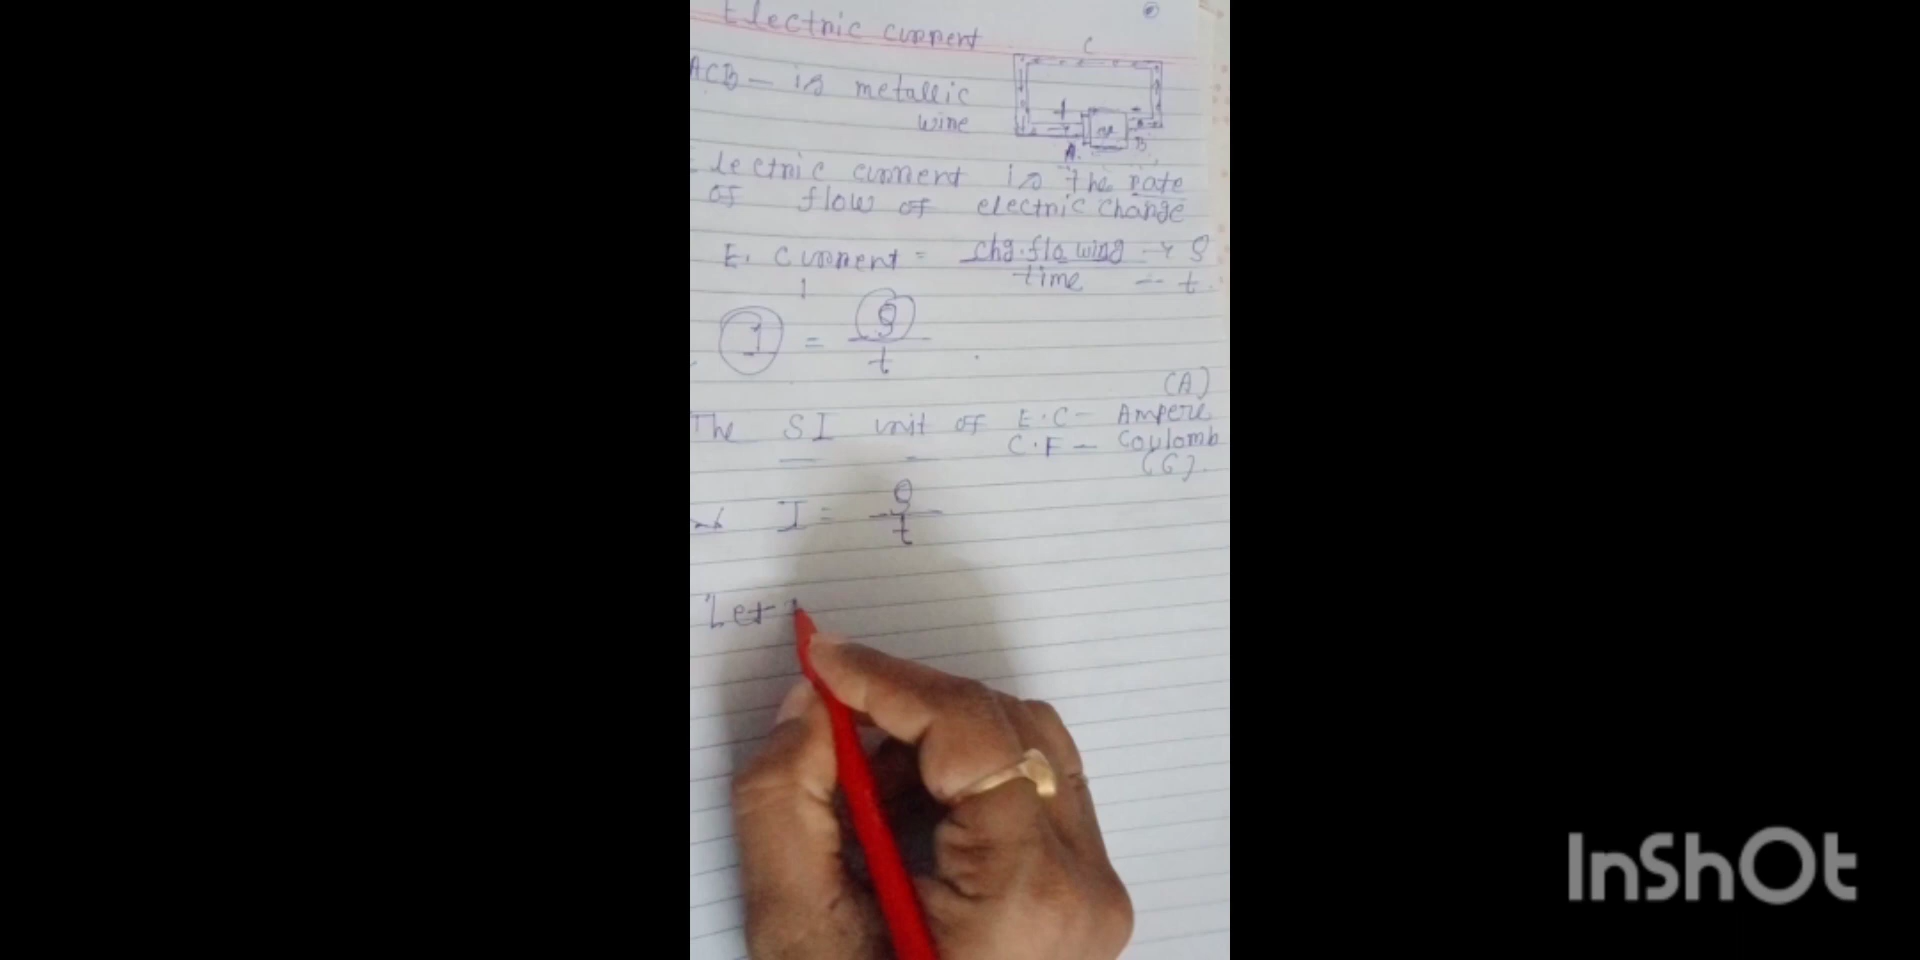 Electric current
C
ACB - is metallic
wire
+
A. B
Electric current is the rate
of flow of electric charge
E. Current = chg. flowing → Q
time — t.
I
I = Q
t
(A)
The SI unit of E.C - Ampere
C.F - Coulomb
(C).
I = Q
t
Let
InShOt